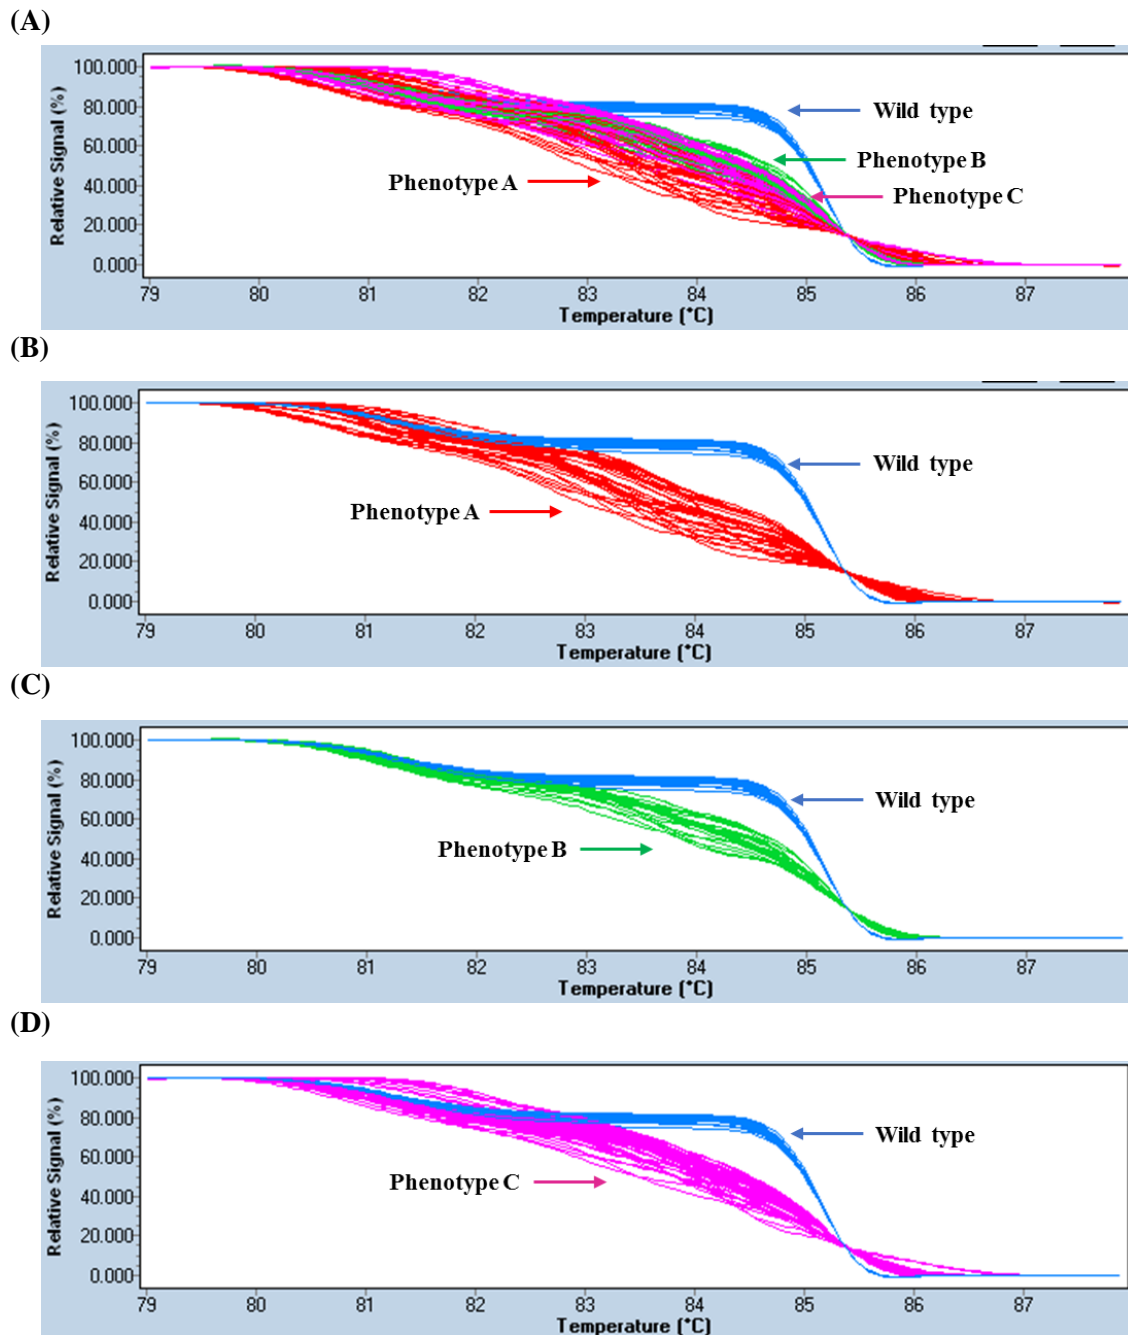 (A)
Relative Signal (%)
100.000
80.000
60.000
40.000
20.000
0.000
Wild type
Phenotype B
Phenotype A
Phenotype C
79 80 81 82 83 84 85 86 87
Temperature (°C)
(B)
Relative Signal (%)
100.000
80.000
60.000
40.000
20.000
0.000
Wild type
Phenotype A
79 80 81 82 83 84 85 86 87
Temperature (°C)
(C)
Relative Signal (%)
100.000
80.000
60.000
40.000
20.000
0.000
Wild type
Phenotype B
79 80 81 82 83 84 85 86 87
Temperature (°C)
(D)
Relative Signal (%)
100.000
80.000
60.000
40.000
20.000
0.000
Wild type
Phenotype C
79 80 81 82 83 84 85 86 87
Temperature (°C)